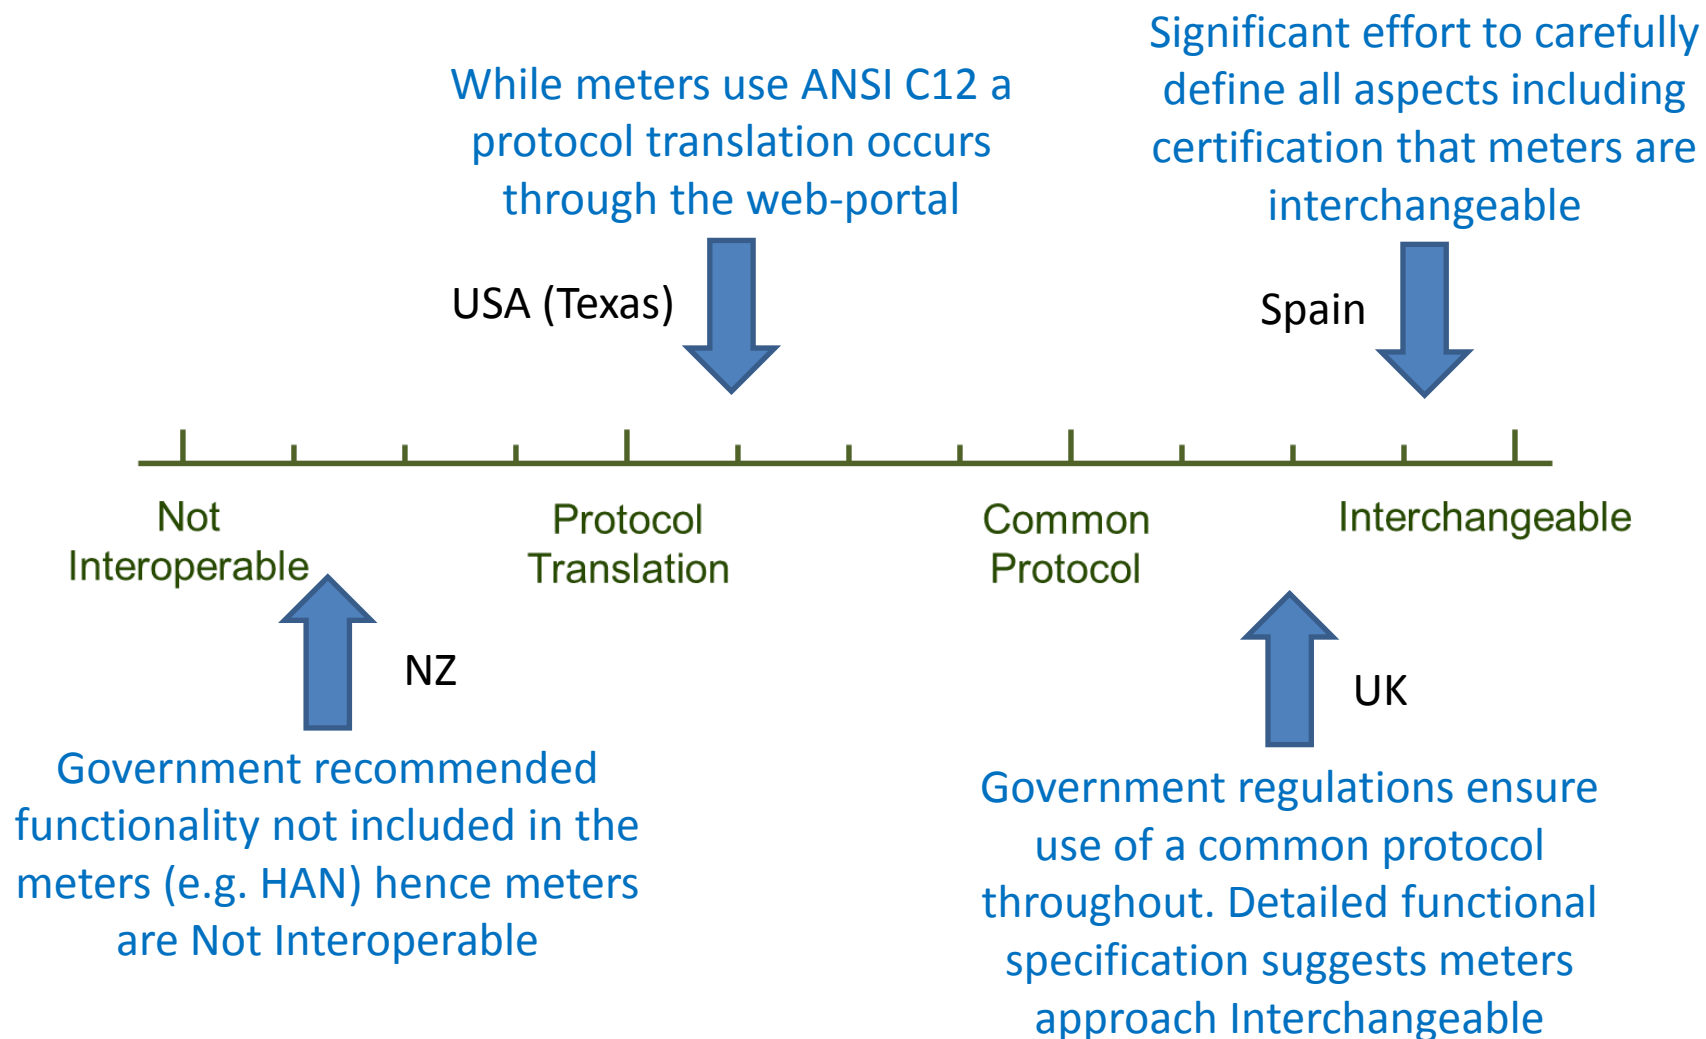 While meters use ANSI C12 a
protocol translation occurs
through the web-portal
USA (Texas)
Significant effort to carefully
define all aspects including
certification that meters are
interchangeable
Spain
Not
Interoperable
Protocol
Translation
Common
Protocol
Interchangeable
NZ
Government recommended
functionality not included in the
meters (e.g. HAN) hence meters
are Not Interoperable
UK
Government regulations ensure
use of a common protocol
throughout. Detailed functional
specification suggests meters
approach Interchangeable